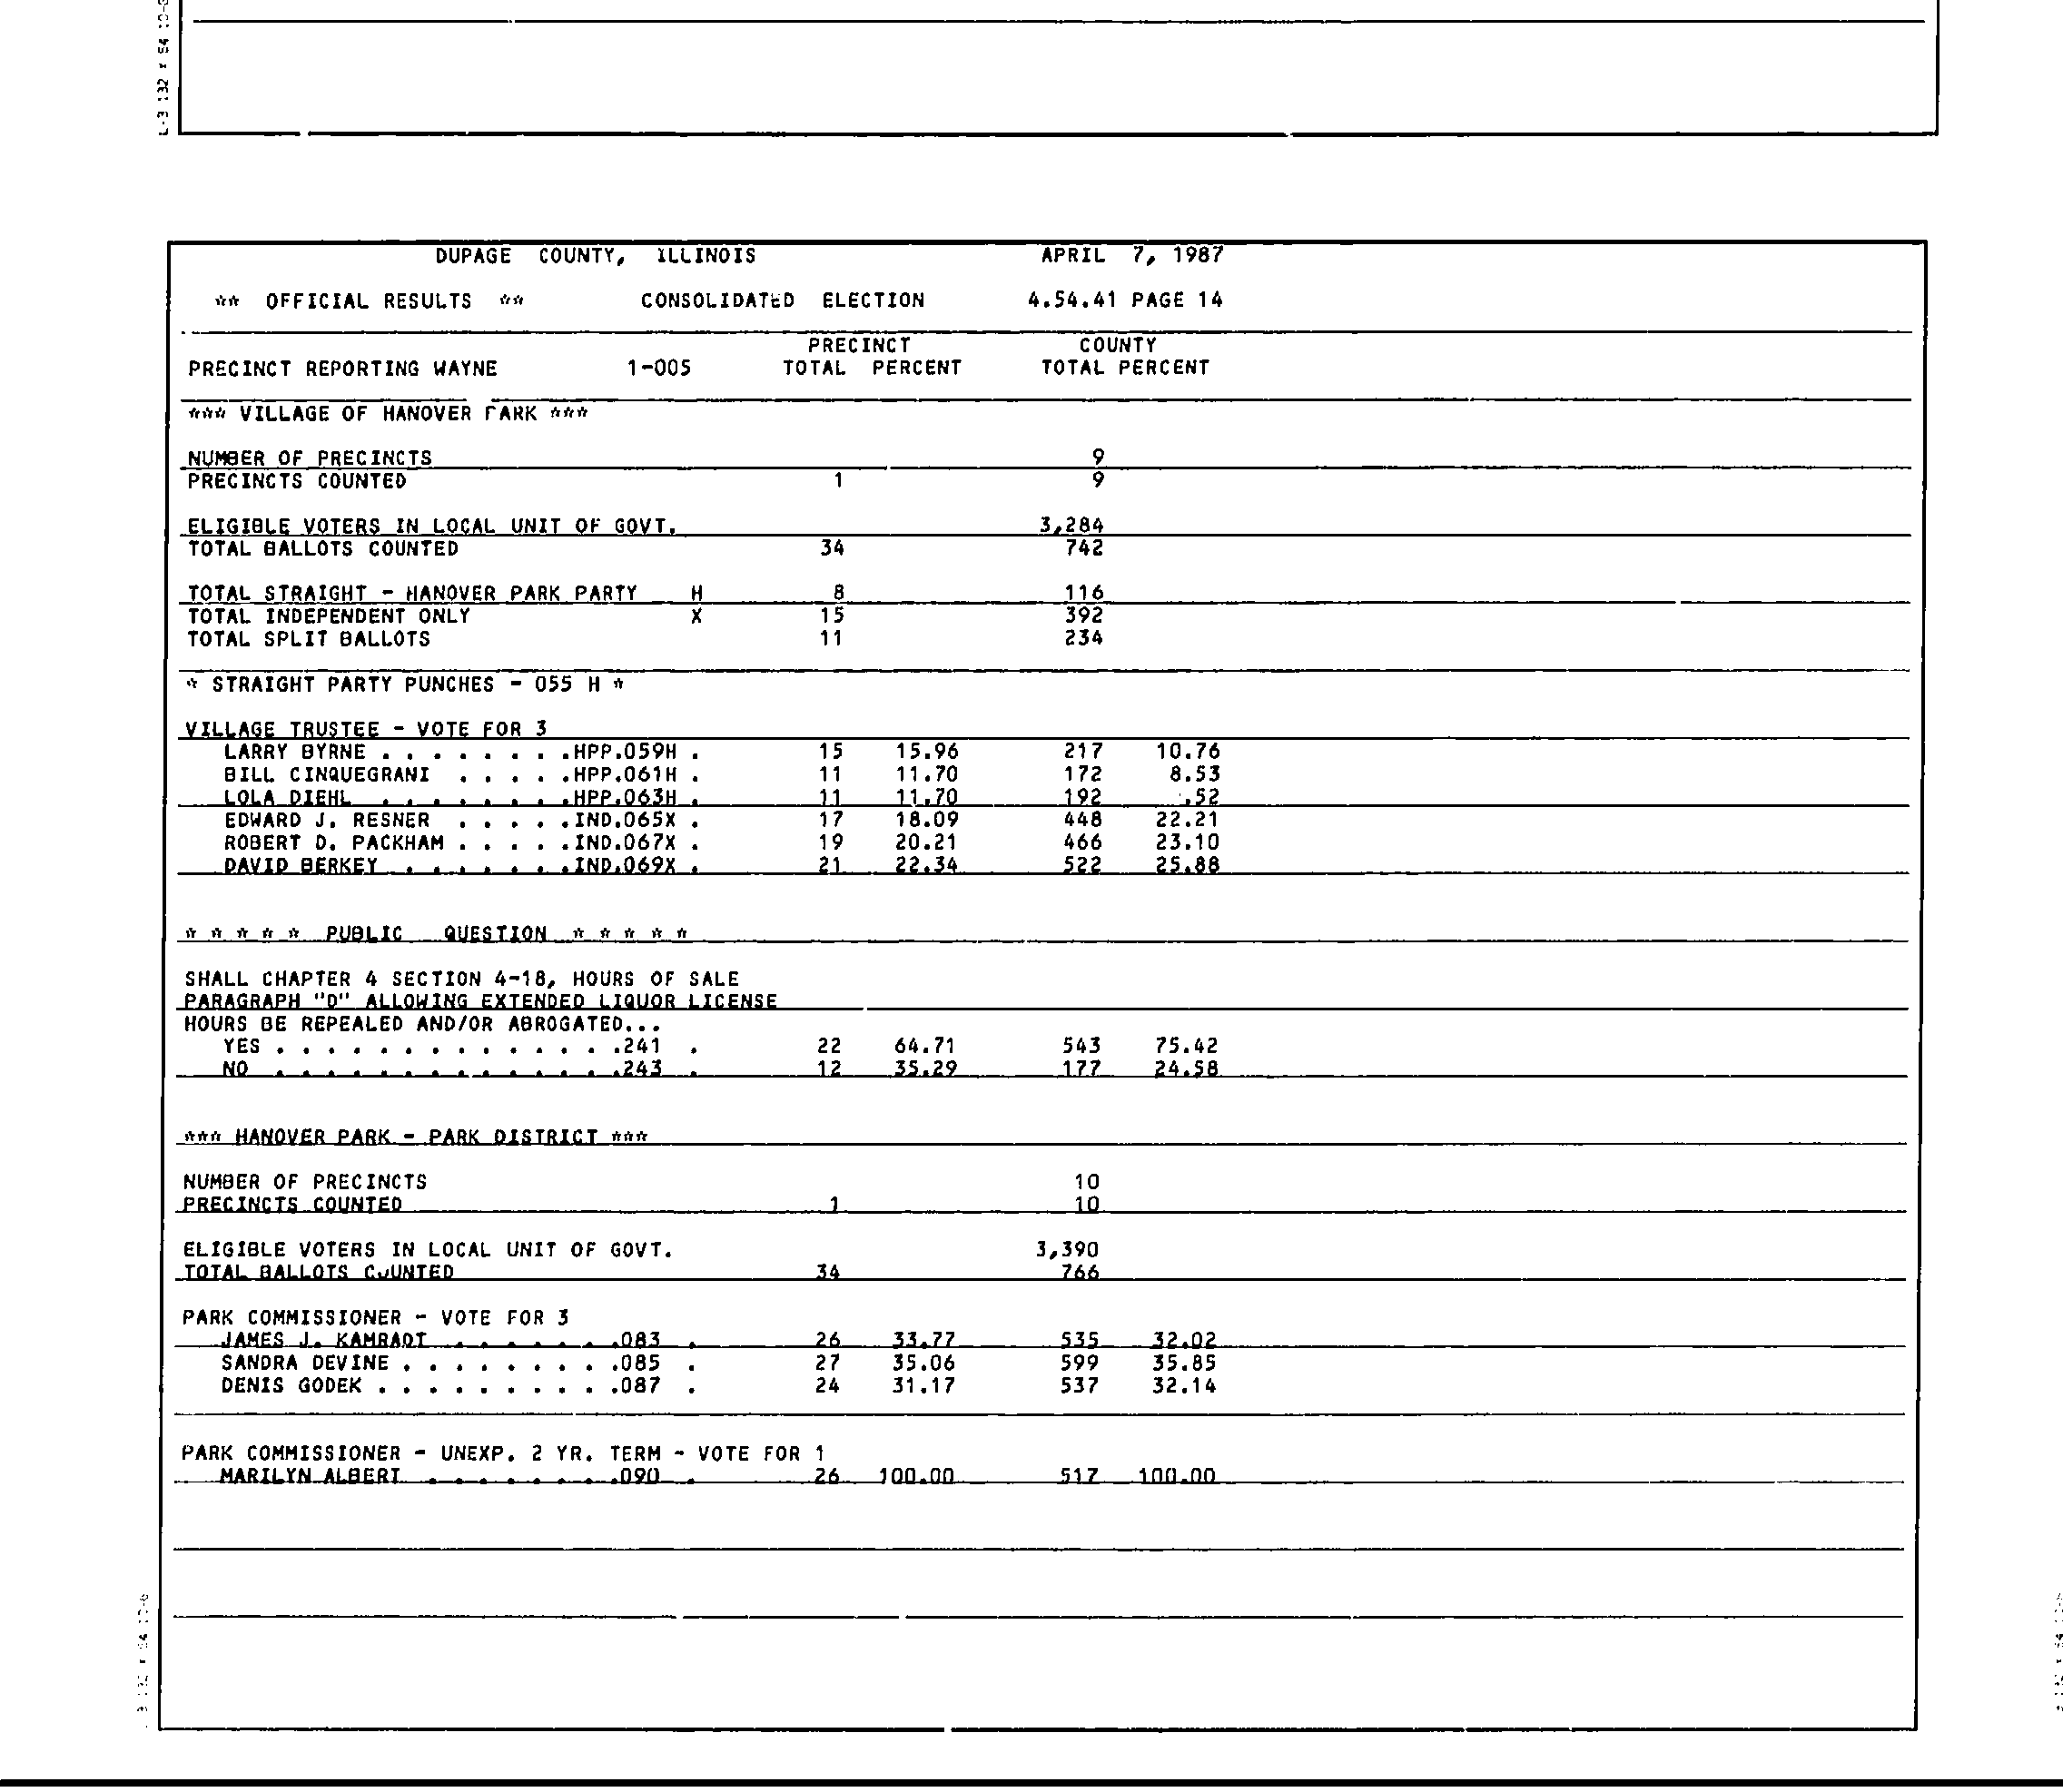 L-3 132 x 64 10-8
DUPAGE COUNTY, ILLINOIS APRIL 7, 1987
** OFFICIAL RESULTS ** CONSOLIDATED ELECTION 4.54.41 PAGE 14
PRECINCT COUNTY
PRECINCT REPORTING WAYNE 1-005 TOTAL PERCENT TOTAL PERCENT
*** VILLAGE OF HANOVER PARK ***
NUMBER OF PRECINCTS 9
PRECINCTS COUNTED 1 9
ELIGIBLE VOTERS IN LOCAL UNIT OF GOVT. 3,284
TOTAL BALLOTS COUNTED 34 742
TOTAL STRAIGHT - HANOVER PARK PARTY H 8 116
TOTAL INDEPENDENT ONLY X 15 392
TOTAL SPLIT BALLOTS 11 234
* STRAIGHT PARTY PUNCHES - 055 H *
VILLAGE TRUSTEE - VOTE FOR 3
LARRY BYRNE . . . . . . . .HPP.059H . 15 15.96 217 10.76
BILL CINQUEGRANI . . . . .HPP.061H . 11 11.70 172 8.53
LOLA DIEHL . . . . . . . .HPP.063H . 11 11.70 192 .52
EDWARD J. RESNER . . . . .IND.065X . 17 18.09 448 22.21
ROBERT D. PACKHAM . . . . .IND.067X . 19 20.21 466 23.10
DAVID BERKEY . . . . . . .IND.069X . 21 22.34 522 25.88
* * * * * PUBLIC QUESTION * * * * *
SHALL CHAPTER 4 SECTION 4-18, HOURS OF SALE
PARAGRAPH "D" ALLOWING EXTENDED LIQUOR LICENSE
HOURS BE REPEALED AND/OR ABROGATED...
YES . . . . . . . . . . . . . .241 . 22 64.71 543 75.42
NO . . . . . . . . . . . . . .243 . 12 35.29 177 24.58
*** HANOVER PARK - PARK DISTRICT ***
NUMBER OF PRECINCTS 10
PRECINCTS COUNTED 1 10
ELIGIBLE VOTERS IN LOCAL UNIT OF GOVT. 3,390
TOTAL BALLOTS COUNTED 34 766
PARK COMMISSIONER - VOTE FOR 3
JAMES J. KAMRADT . . . . . . .083 . 26 33.77 535 32.02
SANDRA DEVINE . . . . . . . . .085 . 27 35.06 599 35.85
DENIS GODEK . . . . . . . . . .087 . 24 31.17 537 32.14
PARK COMMISSIONER - UNEXP. 2 YR. TERM - VOTE FOR 1
MARILYN ALBERT . . . . . . . .090 . 26 100.00 517 100.00